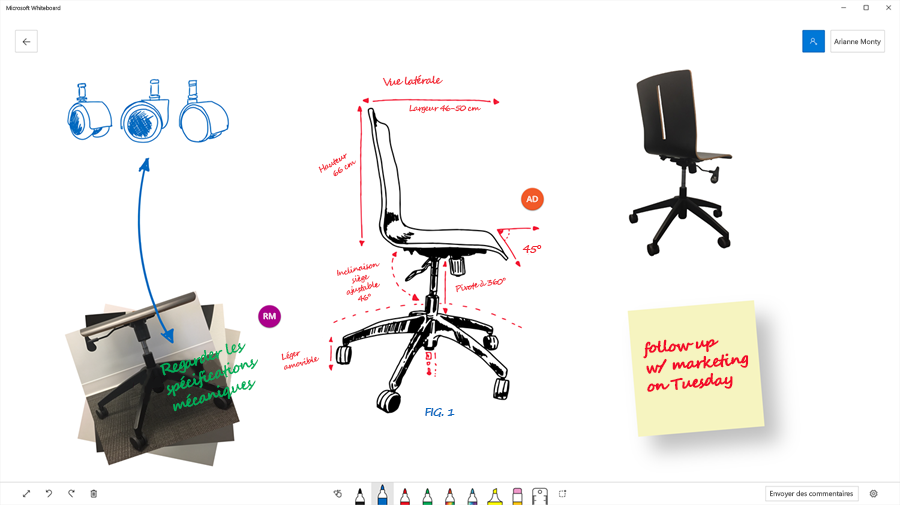 Microsoft Whiteboard
Arianne Monty
Vue latérale
Largeur 46-50 cm
Hauteur
66 cm
AD
45°
Inclinaison
siège
ajustable
46°
Pivote à 360°
RM
Regarder les
spécifications
mécaniques
Léger
amovible
FIG. 1
follow up
w/ marketing
on Tuesday
Envoyer des commentaires